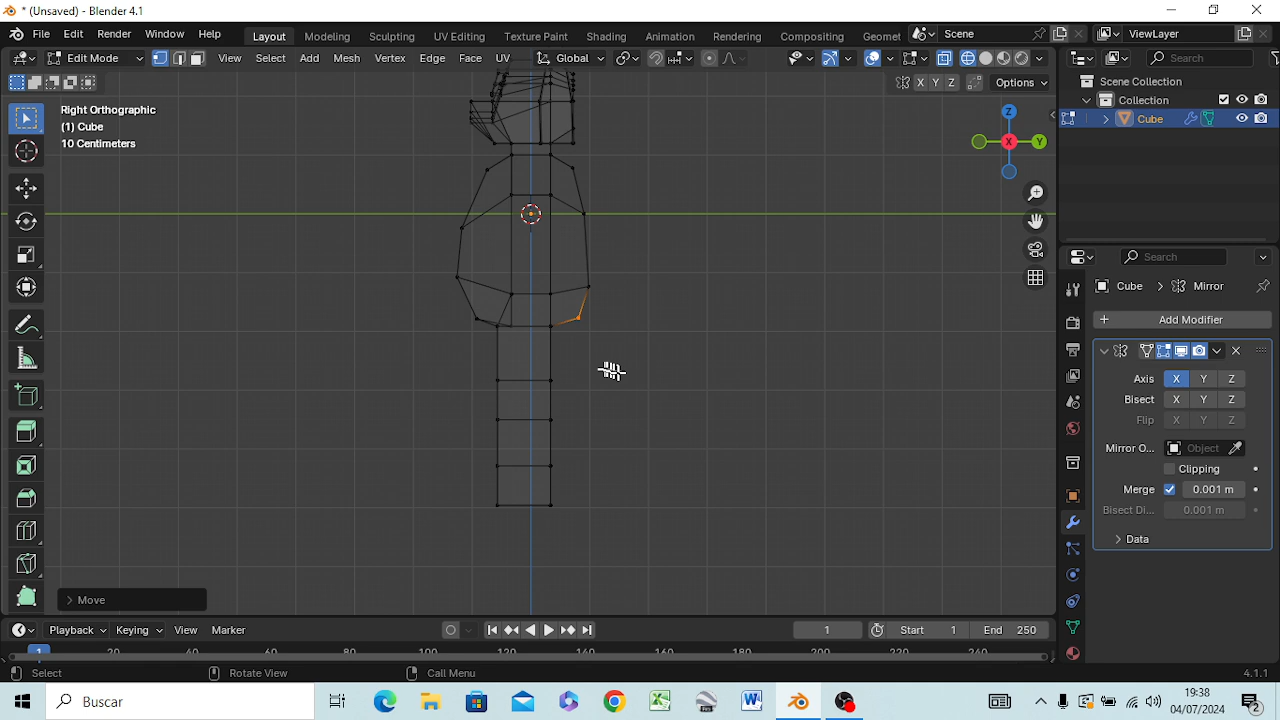 * (Unsaved) - Blender 4.1
File Edit Render Window Help
Layout Modeling Sculpting UV Editing Texture Paint Shading Animation Rendering Compositing Geomet
Scene ViewLayer
Edit Mode View Select Add Mesh Vertex Edge Face UV Global
Search
X Y Z Options
Right Orthographic
(1) Cube
10 Centimeters
Z
Y
X
Scene Collection
Collection
Cube
Search
Cube > Mirror
+ Add Modifier
Axis X Y Z
Bisect X Y Z
Flip X Y Z
Mirror O... Object
Clipping
Merge 0.001 m
Bisect Di... 0.001 m
> Data
> Move
Playback Keying View Marker 1 Start 1 End 250
1 20 40 60 80 100 120 140 160 180 200 220 240
Select Rotate View Call Menu 4.1.1
Buscar
19:38
04/07/2024
2